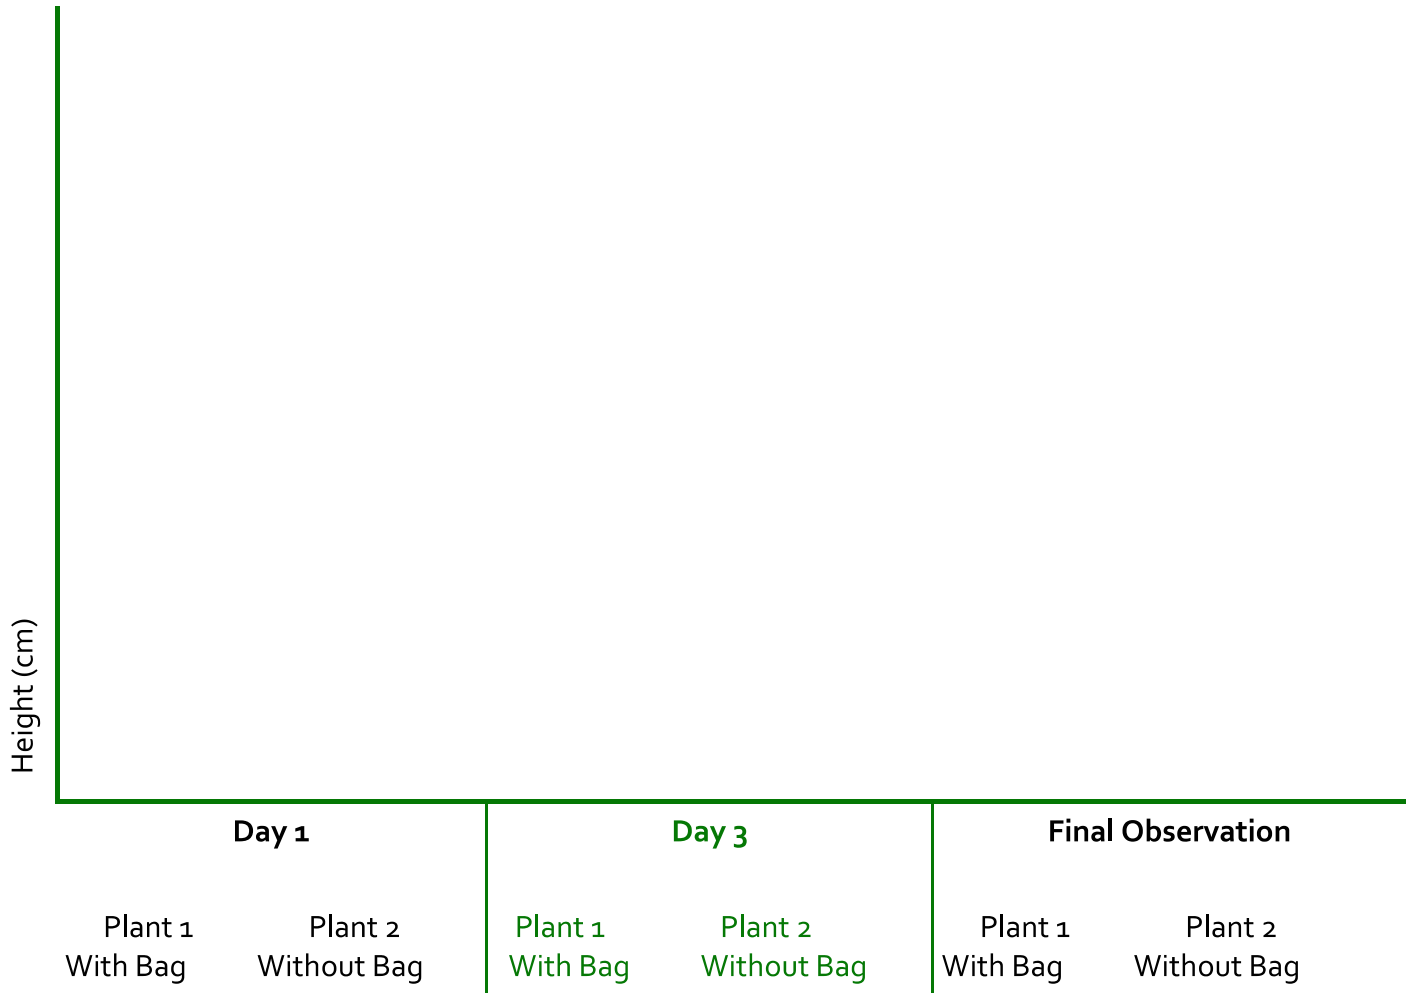 Height (cm)
Day 1 Day 3 Final Observation
Plant 1 Plant 2 Plant 1 Plant 2 Plant 1 Plant 2
With Bag Without Bag With Bag Without Bag With Bag Without Bag